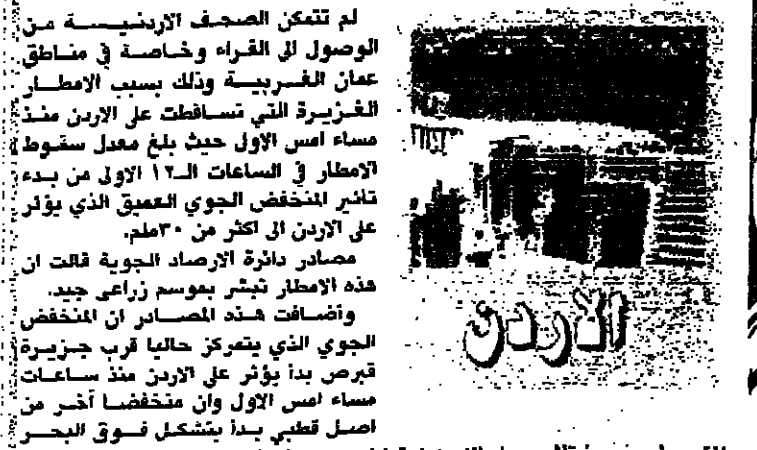 لم تتمكن الصحف الاردنيـــة من
الوصول الى القراء وخاصة في مناطق
عمان الغربيـة وذلك بسبب الامطار
الغزيرة التي تساقطت على الاردن منذ
مساء امس الاول حيث بلغ معدل سقوط
الامطار في الساعات الـ١٢ الاولى من بدء
تاثير المنخفض الجوي العميق الذي يؤثر
على الاردن الى اكثر من ٣٠ملم.
مصادر دائرة الارصاد الجوية قالت ان
هذه الامطار تبشر بموسم زراعي جيد.
وأضافت هذه المصادر ان المنخفض
الجوي الذي يتمركز حاليا قرب جزيرة
قبرص بدأ يؤثر على الاردن منذ ساعات
مساء امس الاول وان منخفضا آخر من
اصل قطبي بدأ يتشكل فوق البحر
الأردن